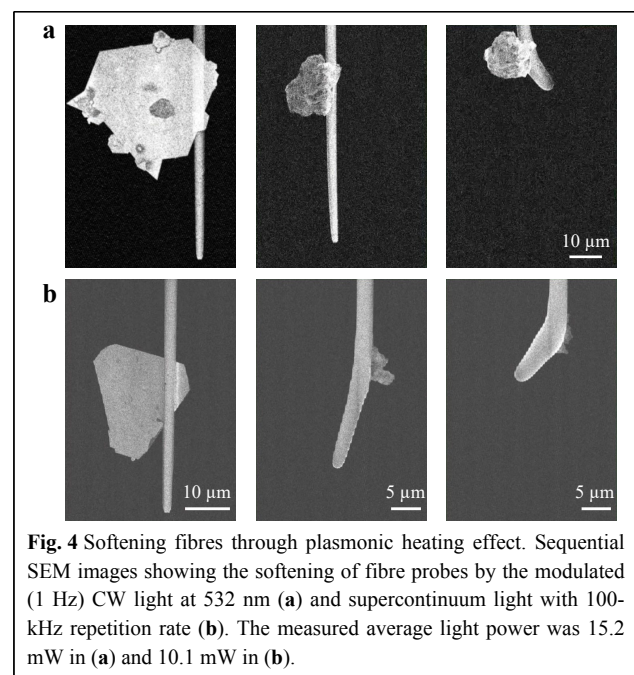 a
10 µm
b
10 µm
5 µm
5 µm
Fig. 4 Softening fibres through plasmonic heating effect. Sequential
SEM images showing the softening of fibre probes by the modulated
(1 Hz) CW light at 532 nm (a) and supercontinuum light with 100-
kHz repetition rate (b). The measured average light power was 15.2
mW in (a) and 10.1 mW in (b).